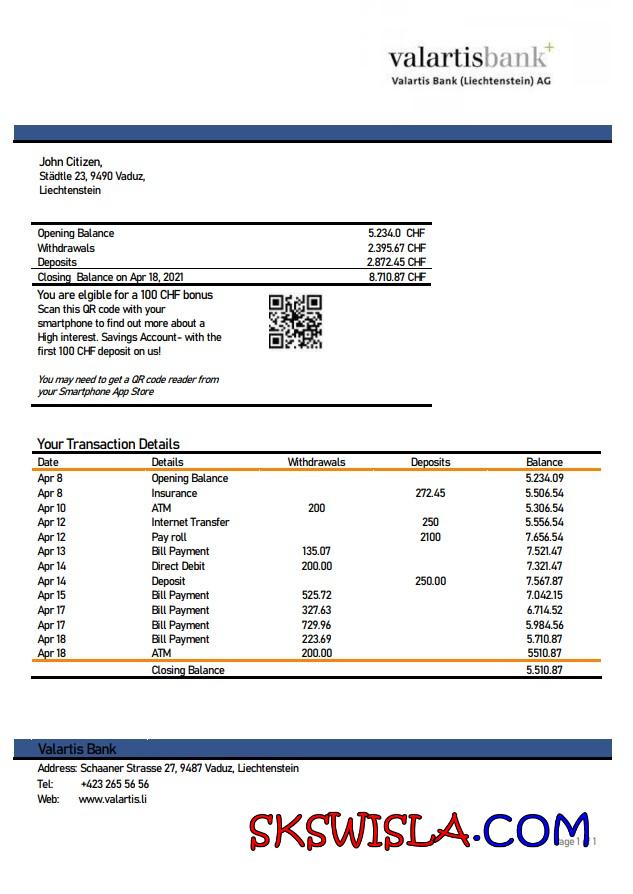 valartisbank+
Valartis Bank (Liechtenstein) AG
John Citizen,
Städtle 23, 9490 Vaduz,
Liechtenstein
Opening Balance 5.234.0 CHF
Withdrawals 2.395.67 CHF
Deposits 2.872.45 CHF
Closing Balance on Apr 18, 2021 8.710.87 CHF
You are elgible for a 100 CHF bonus
Scan this QR code with your
smartphone to find out more about a
High interest. Savings Account- with the
first 100 CHF deposit on us!
You may need to get a QR code reader from
your Smartphone App Store
Your Transaction Details
Date Details Withdrawals Deposits Balance
Apr 8 Opening Balance 5.234.09
Apr 8 Insurance 272.45 5.506.54
Apr 10 ATM 200 5.306.54
Apr 12 Internet Transfer 250 5.556.54
Apr 12 Pay roll 2100 7.656.54
Apr 13 Bill Payment 135.07 7.521.47
Apr 14 Direct Debit 200.00 7.321.47
Apr 14 Deposit 250.00 7.567.87
Apr 15 Bill Payment 525.72 7.042.15
Apr 17 Bill Payment 327.63 6.714.52
Apr 17 Bill Payment 729.96 5.984.56
Apr 18 Bill Payment 223.69 5.710.87
Apr 18 ATM 200.00 5510.87
Closing Balance 5.510.87
Valartis Bank
Address: Schaaner Strasse 27, 9487 Vaduz, Liechtenstein
Tel: +423 265 56 56
Web: www.valartis.li
SKSWISLA.COM